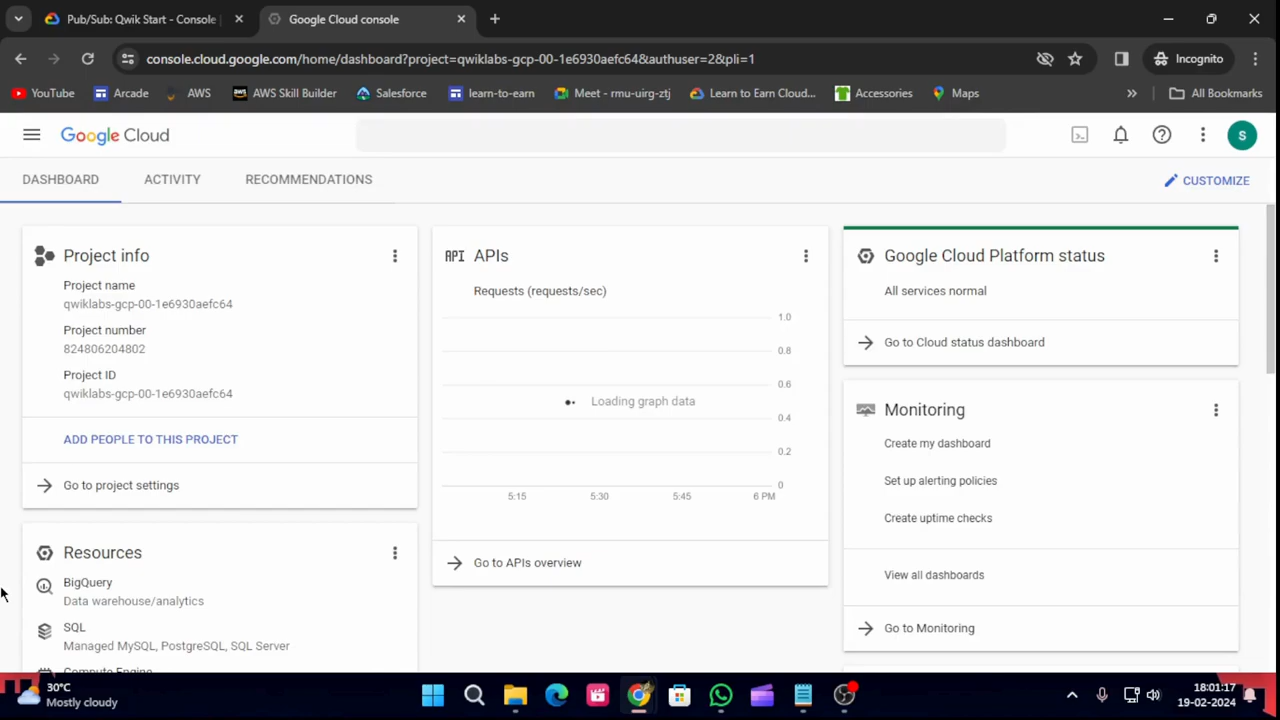 Pub/Sub: Qwik Start - Console
Google Cloud console
console.cloud.google.com/home/dashboard?project=qwiklabs-gcp-00-1e6930aefc64&authuser=2&pli=1
Incognito
YouTube
Arcade
AWS
AWS Skill Builder
Salesforce
learn-to-earn
Meet - rmu-uirg-ztj
Learn to Earn Cloud...
Accessories
Maps
All Bookmarks
Google Cloud
S
DASHBOARD
ACTIVITY
RECOMMENDATIONS
CUSTOMIZE
Project info
Project name
qwiklabs-gcp-00-1e6930aefc64
Project number
824806204802
Project ID
qwiklabs-gcp-00-1e6930aefc64
ADD PEOPLE TO THIS PROJECT
Go to project settings
Resources
BigQuery
Data warehouse/analytics
SQL
Managed MySQL, PostgreSQL, SQL Server
Compute Engine
API APIs
Requests (requests/sec)
1.0
0.8
0.6
Loading graph data
0.4
0.2
0
5:15 5:30 5:45 6 PM
Go to APIs overview
Google Cloud Platform status
All services normal
Go to Cloud status dashboard
Monitoring
Create my dashboard
Set up alerting policies
Create uptime checks
View all dashboards
Go to Monitoring
30°C
Mostly cloudy
18:01:17
19-02-2024